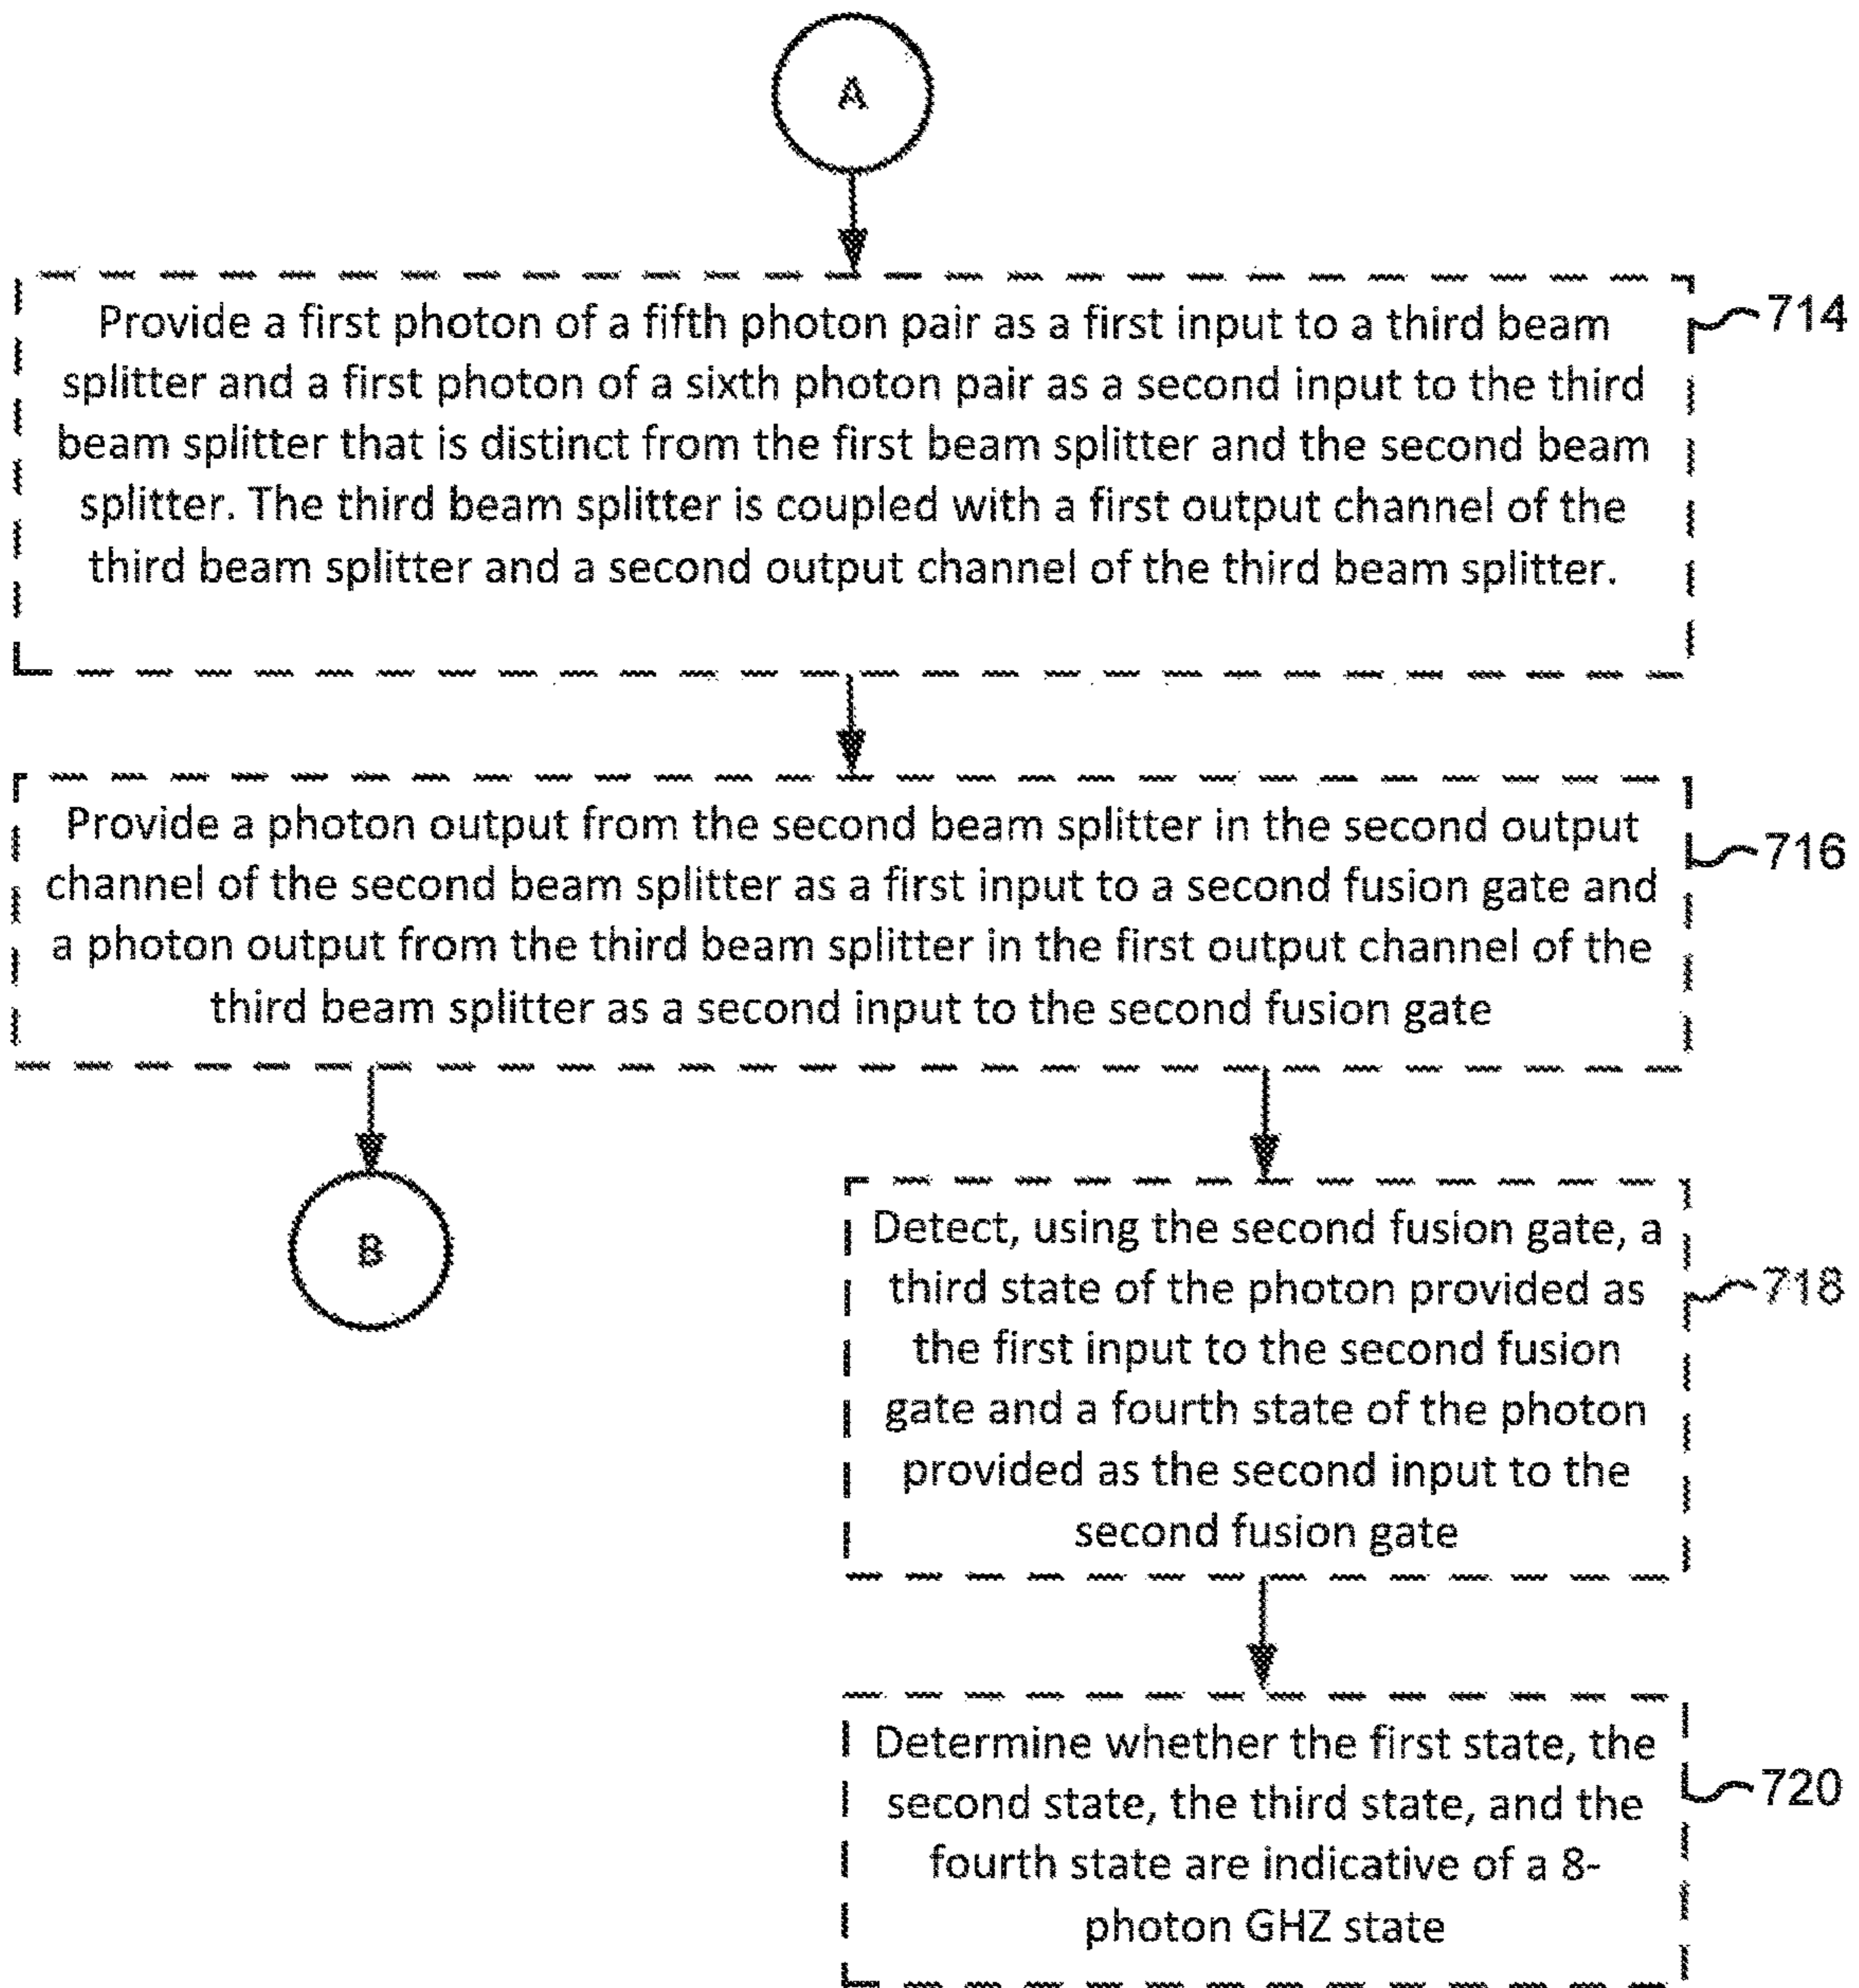 A
Provide a first photon of a fifth photon pair as a first input to a third beam
splitter and a first photon of a sixth photon pair as a second input to the third
beam splitter that is distinct from the first beam splitter and the second beam
splitter. The third beam splitter is coupled with a first output channel of the
third beam splitter and a second output channel of the third beam splitter.
714
Provide a photon output from the second beam splitter in the second output
channel of the second beam splitter as a first input to a second fusion gate and
a photon output from the third beam splitter in the first output channel of the
third beam splitter as a second input to the second fusion gate
716
B
Detect, using the second fusion gate, a
third state of the photon provided as
the first input to the second fusion
gate and a fourth state of the photon
provided as the second input to the
second fusion gate
718
Determine whether the first state, the
second state, the third state, and the
fourth state are indicative of a 8-
photon GHZ state
720